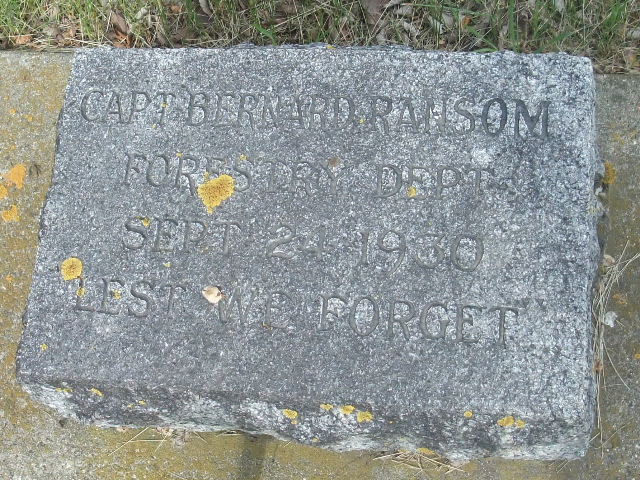 CAPT. BERNARD RANSOM
FORESTRY DEPT.
SEPT 24 1930
LEST WE FORGET